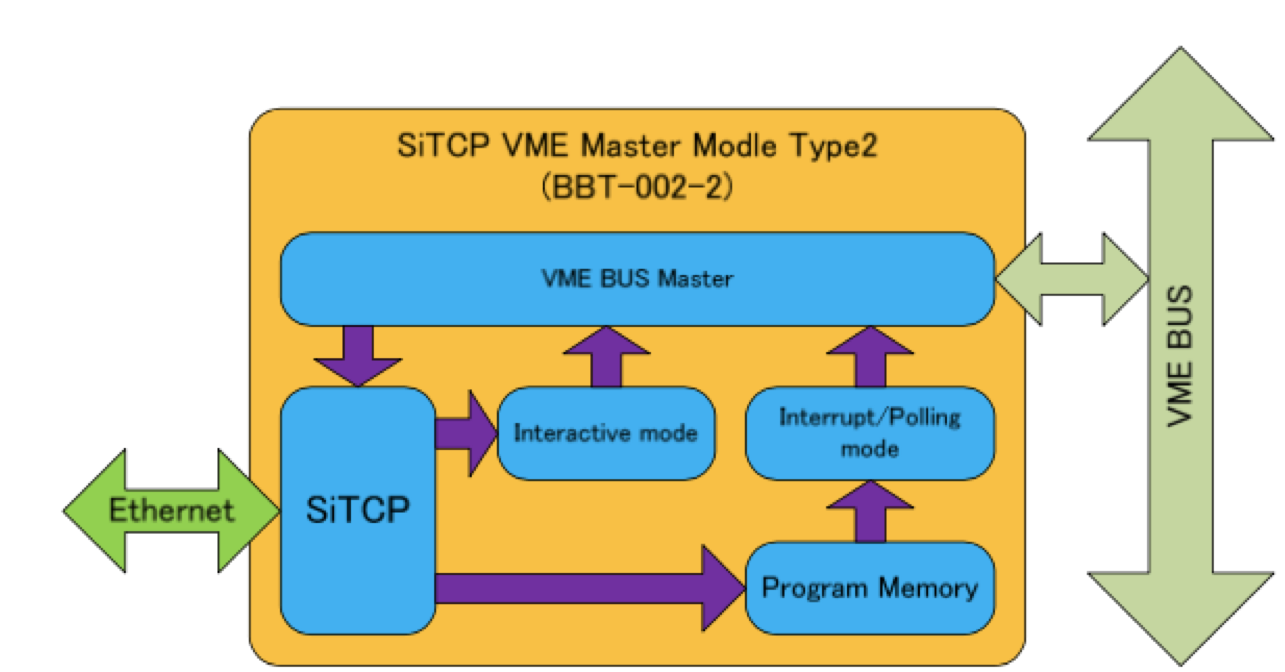 SiTCP VME Master Modle Type2
(BBT-002-2)
VME BUS Master
VME BUS
Interactive mode
Interrupt/Polling
mode
Ethernet
SiTCP
Program Memory